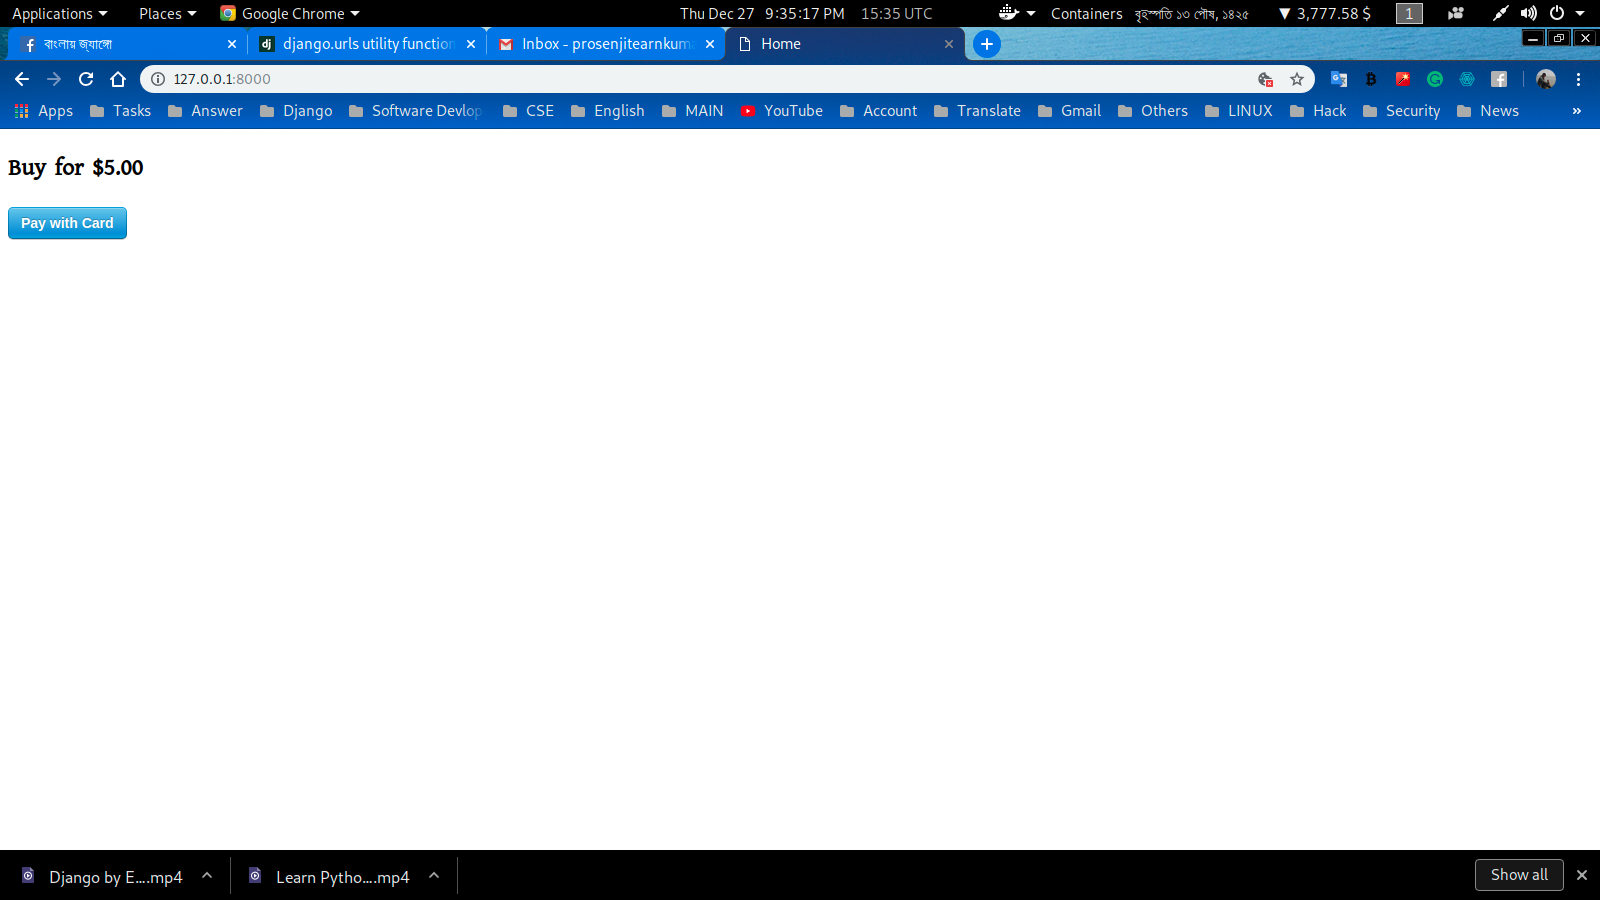 Applications Places Google Chrome Thu Dec 27 9:35:17 PM 15:35 UTC Containers বৃহস্পতি ১৩ পৌষ, ১৪২৫ ▼ 3,777.58 $ 1
বাংলায় জ্যাঙ্গো django.urls utility function Inbox - prosenjitearnkuma Home
127.0.0.1:8000
Apps Tasks Answer Django Software Devlop CSE English MAIN YouTube Account Translate Gmail Others LINUX Hack Security News »
Buy for $5.00
Pay with Card
Django by E....mp4 Learn Pytho....mp4 Show all